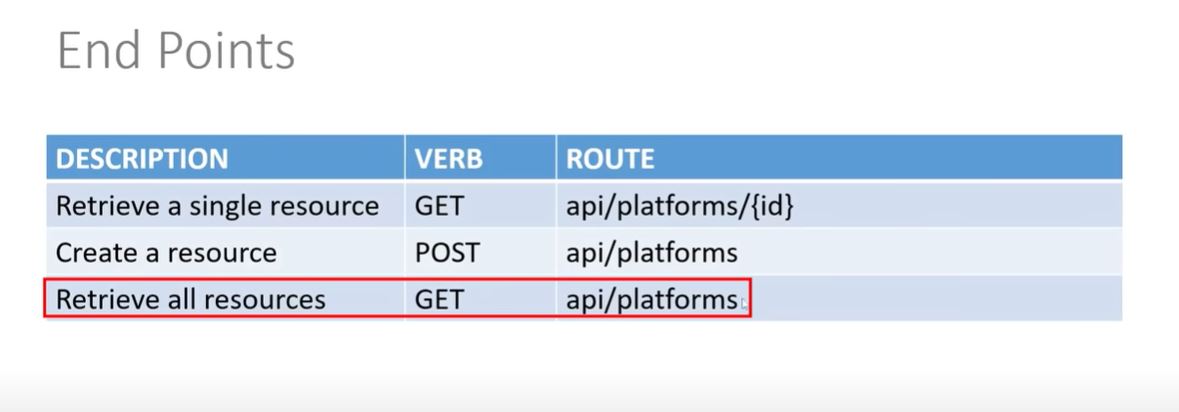 End Points
DESCRIPTION VERB ROUTE
Retrieve a single resource GET api/platforms/{id}
Create a resource POST api/platforms
Retrieve all resources GET api/platforms